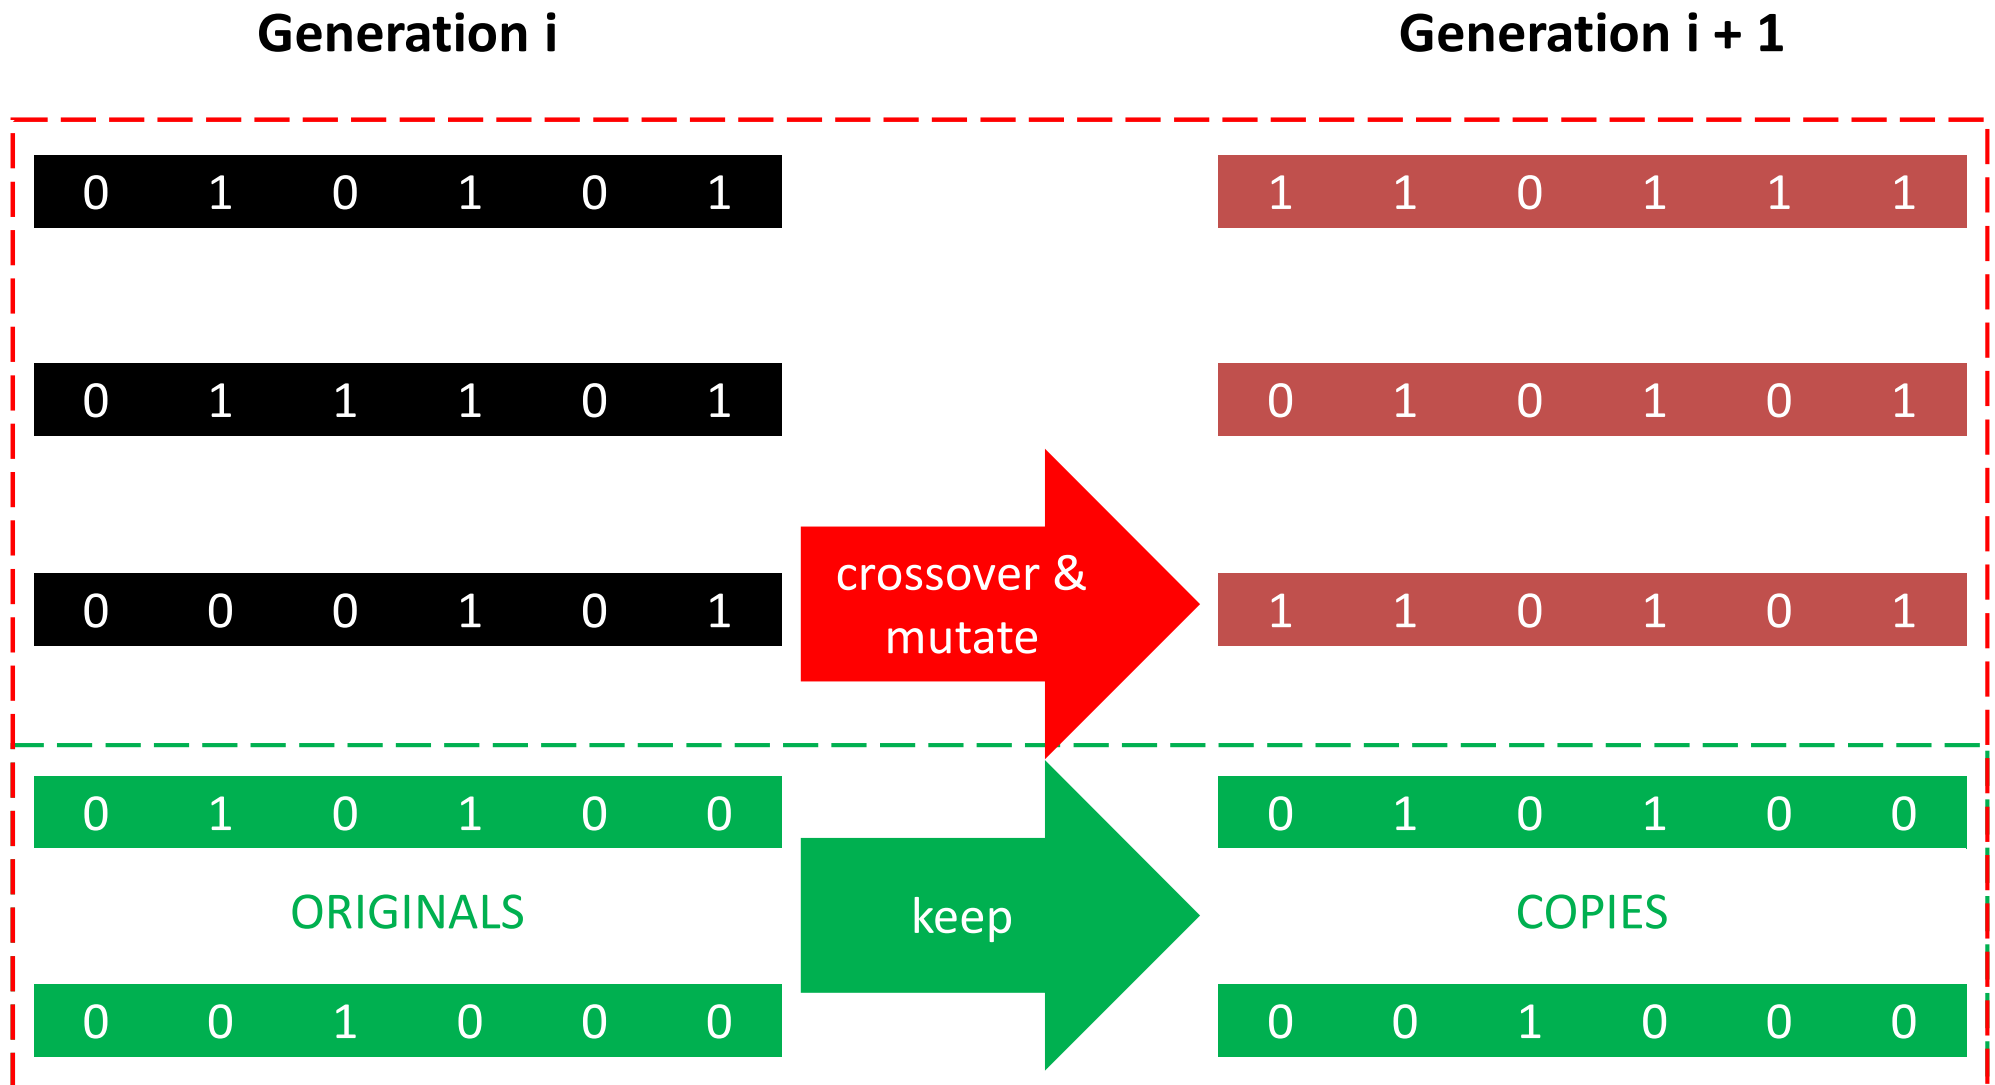 Generation i Generation i + 1
0 1 0 1 0 1 1 1 0 1 1 1
0 1 1 1 0 1 0 1 0 1 0 1
crossover &
mutate
0 0 0 1 0 1 1 1 0 1 0 1
0 1 0 1 0 0 0 1 0 1 0 0
ORIGINALS keep COPIES
0 0 1 0 0 0 0 0 1 0 0 0